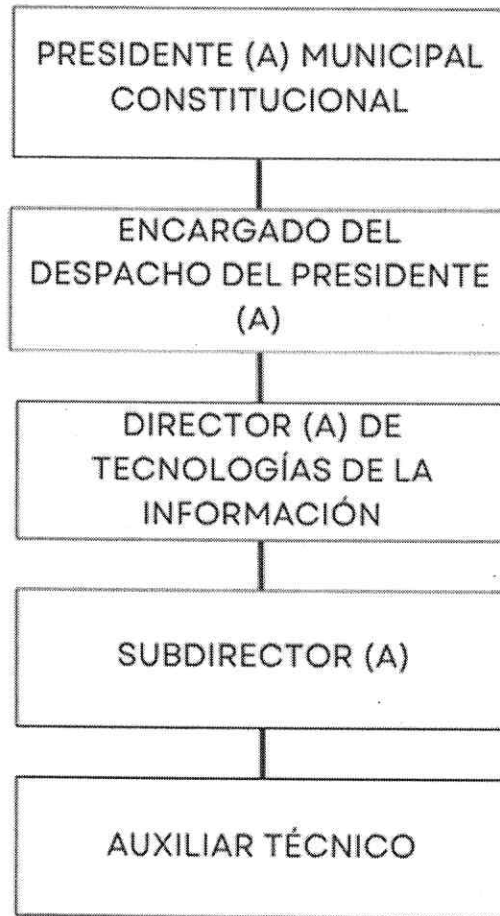 PRESIDENTE (A) MUNICIPAL
CONSTITUCIONAL
ENCARGADO DEL
DESPACHO DEL PRESIDENTE
(A)
DIRECTOR (A) DE
TECNOLOGÍAS DE LA
INFORMACIÓN
SUBDIRECTOR (A)
AUXILIAR TÉCNICO